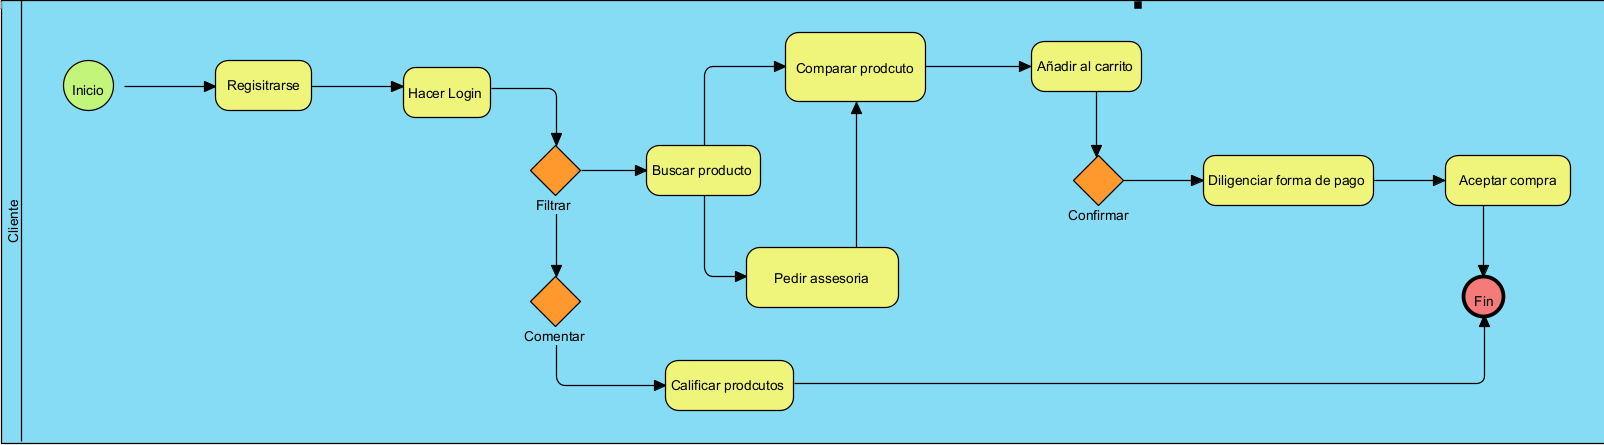 Cliente
Inicio
Regisitrarse
Hacer Login
Filtrar
Buscar producto
Comparar prodcuto
Añadir al carrito
Pedir assesoria
Confirmar
Diligenciar forma de pago
Aceptar compra
Comentar
Calificar prodcutos
Fin